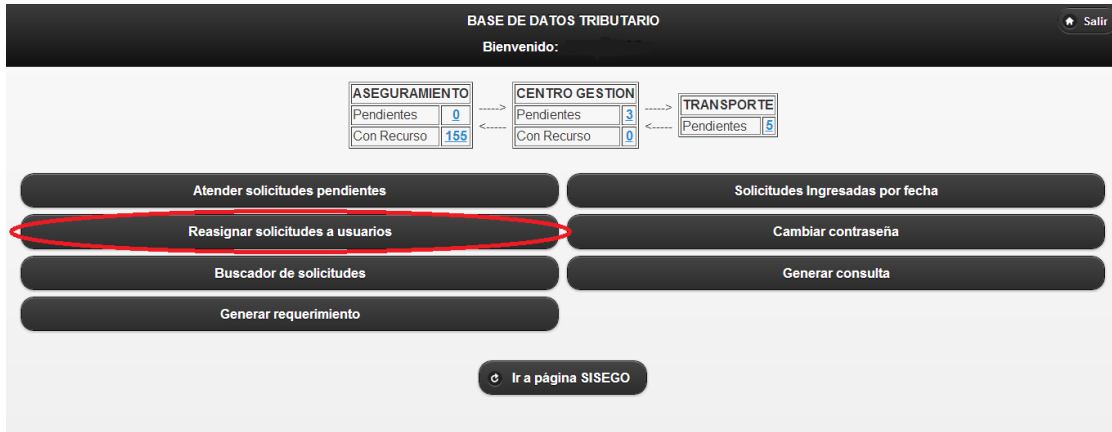 BASE DE DATOS TRIBUTARIO
Salir
Bienvenido:
ASEGURAMIENTO
Pendientes 0
Con Recurso 155
----->
<-----
CENTRO GESTION
Pendientes 3
Con Recurso 0
----->
<-----
TRANSPORTE
Pendientes 5
Atender solicitudes pendientes
Solicitudes Ingresadas por fecha
Reasignar solicitudes a usuarios
Cambiar contraseña
Buscador de solicitudes
Generar consulta
Generar requerimiento
Ir a página SISEGO